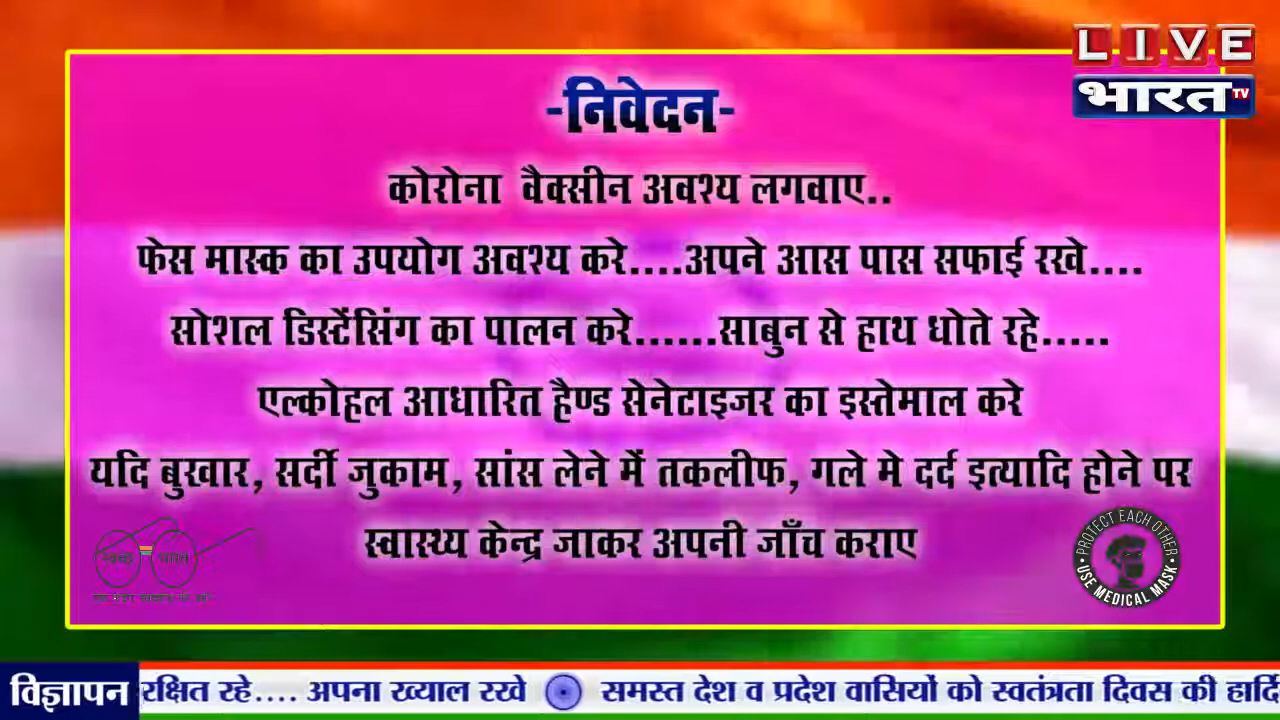 LIVE
भारत TV
-निवेदन-
कोरोना वैक्सीन अवश्य लगवाए..
फेस मास्क का उपयोग अवश्य करे....अपने आस पास सफाई रखे....
सोशल डिस्टेंसिंग का पालन करे......साबुन से हाथ धोते रहे.....
एल्कोहल आधारित हैण्ड सेनेटाइजर का इस्तेमाल करे
यदि बुखार, सर्दी जुकाम, सांस लेने में तकलीफ, गले मे दर्द इत्यादि होने पर
स्वास्थ्य केन्द्र जाकर अपनी जाँच कराए
स्वच्छ भारत
PROTECT EACH OTHER
USE MEDICAL MASK
विज्ञापन
रक्षित रहे.... अपना ख्याल रखे समस्त देश व प्रदेश वासियों को स्वतंत्रता दिवस की हार्दि